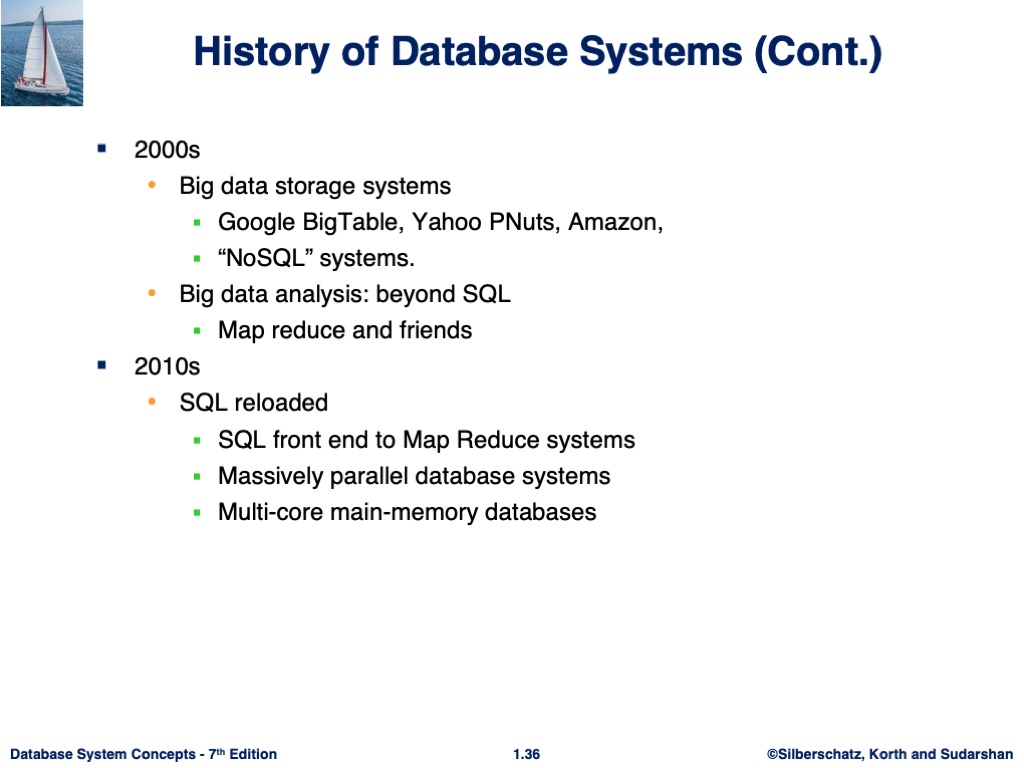 History of Database Systems (Cont.)
▪ 2000s
• Big data storage systems
▪ Google BigTable, Yahoo PNuts, Amazon,
▪ “NoSQL” systems.
• Big data analysis: beyond SQL
▪ Map reduce and friends
▪ 2010s
• SQL reloaded
▪ SQL front end to Map Reduce systems
▪ Massively parallel database systems
▪ Multi-core main-memory databases
Database System Concepts - 7th Edition
1.36
©Silberschatz, Korth and Sudarshan